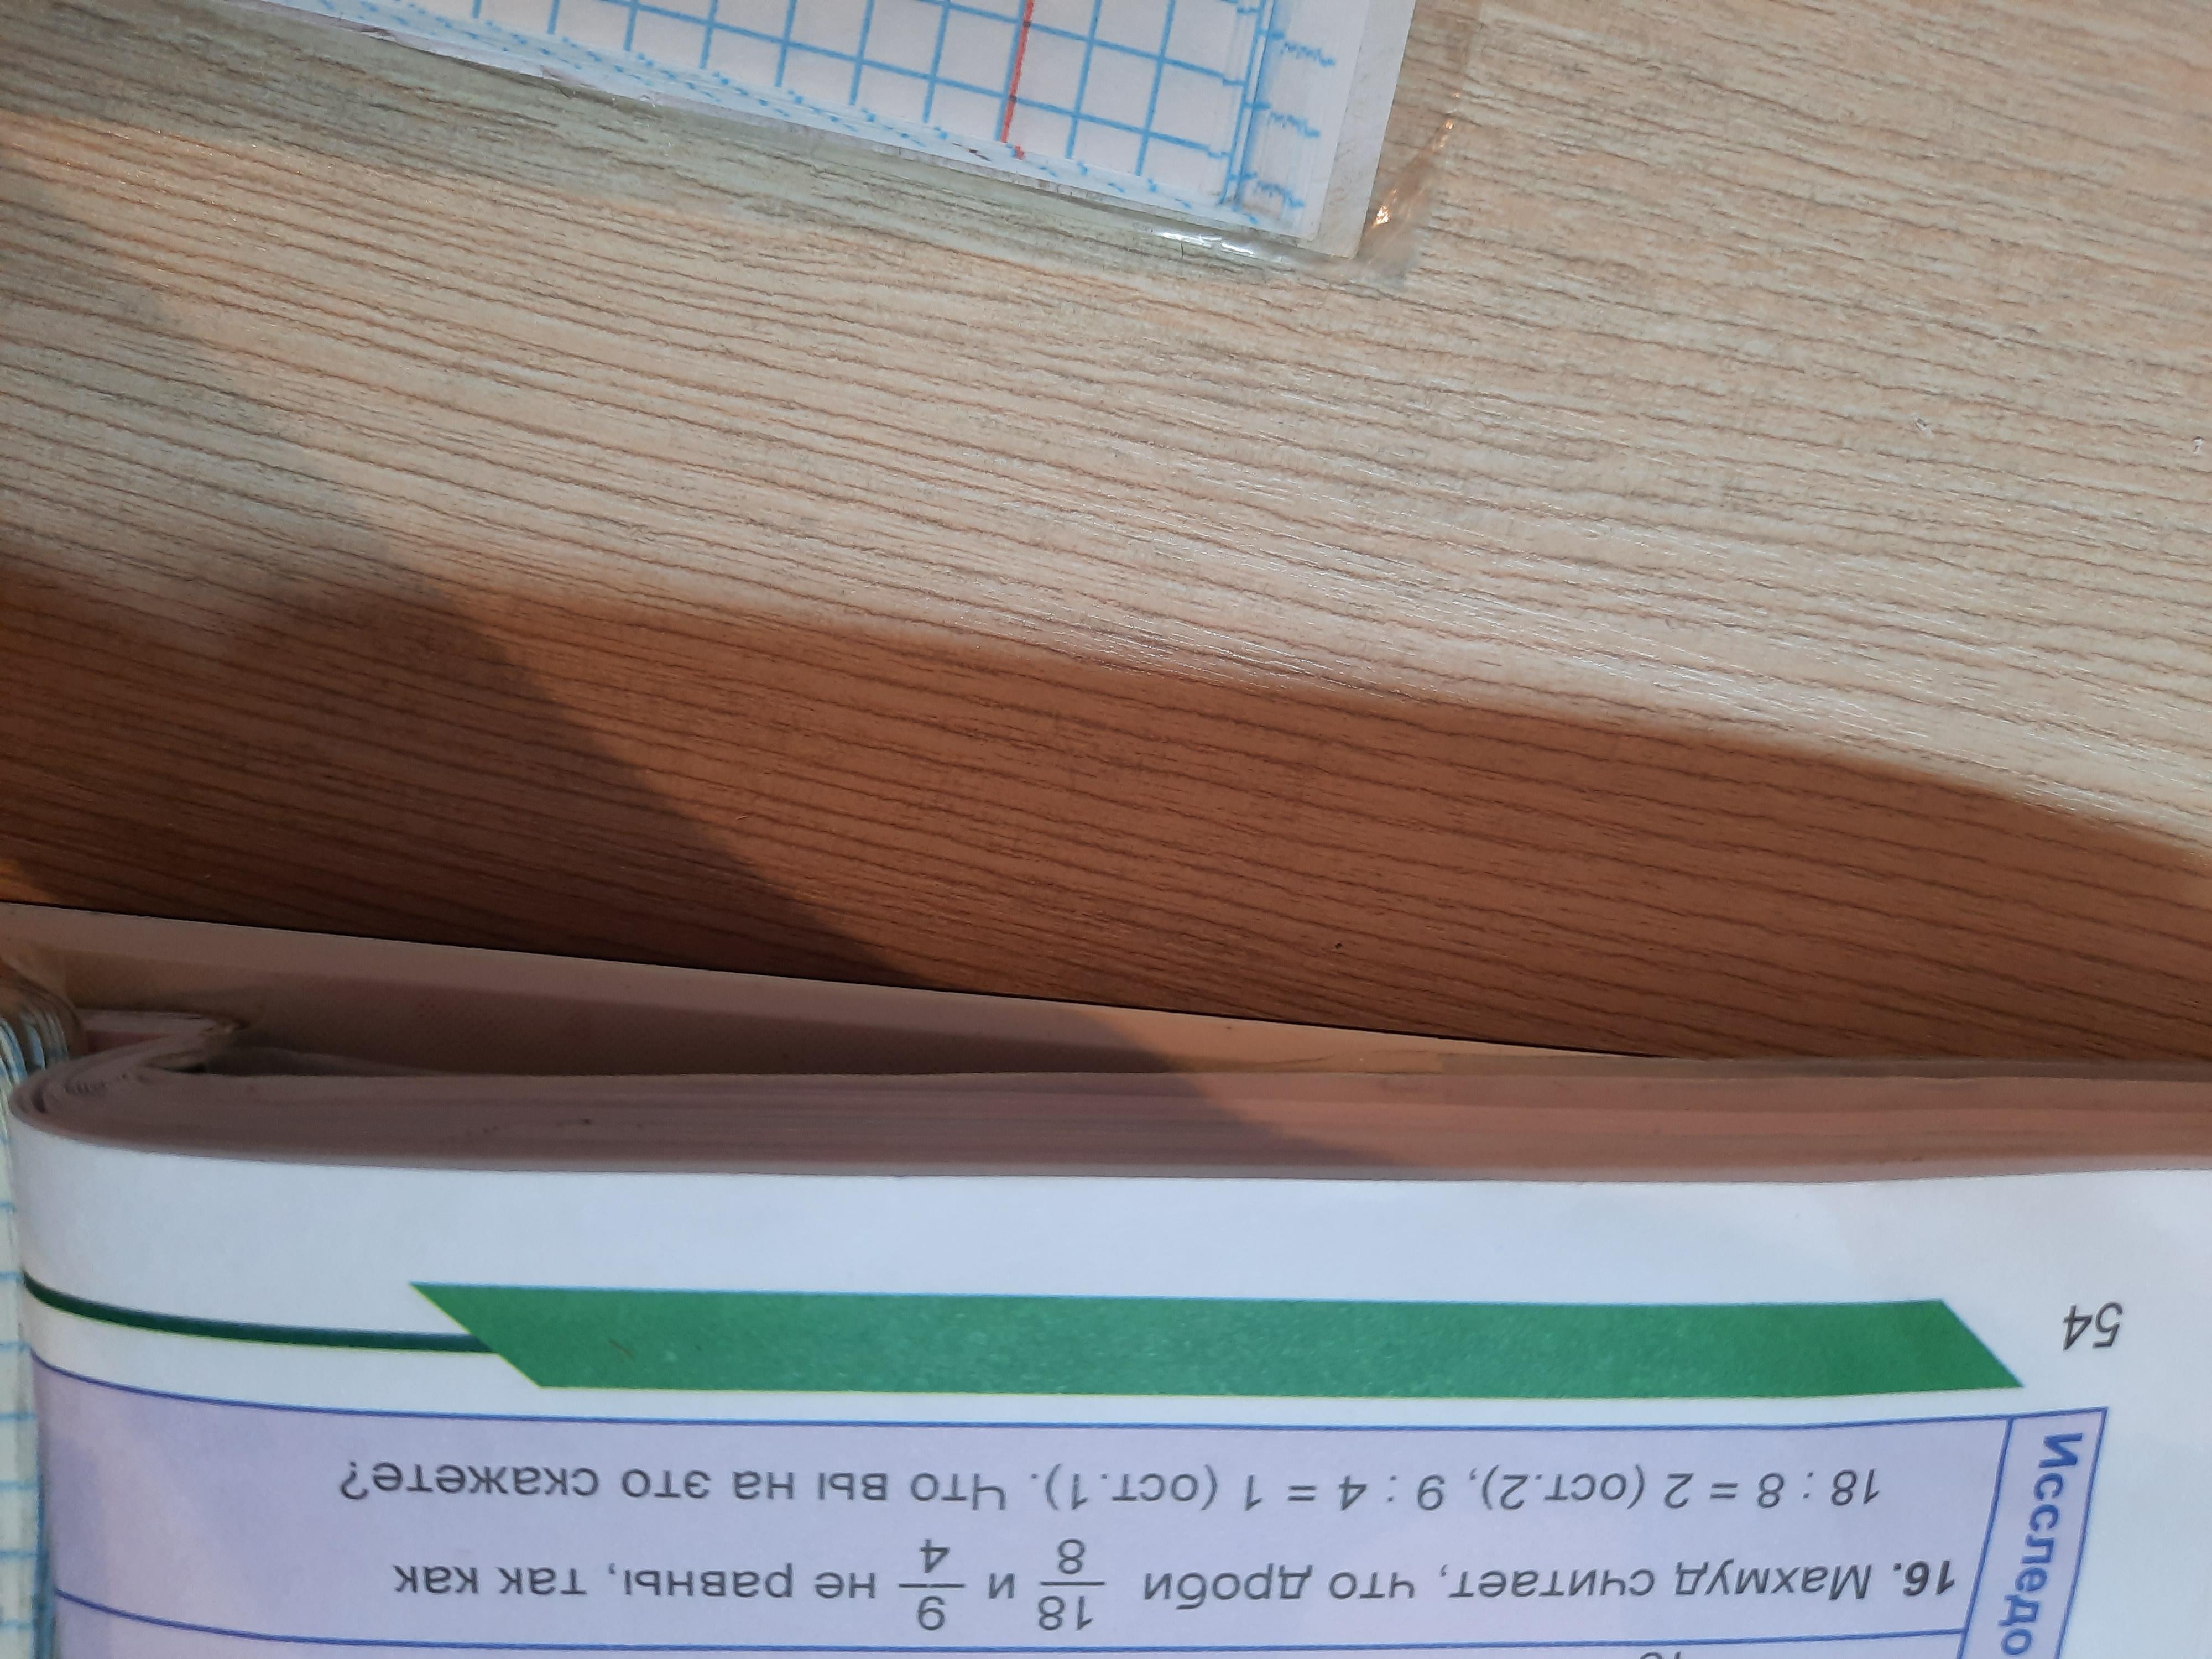 Исследо
16. Махмуд считает, что дроби 18/8 и 9/4 не равны, так как
18 : 8 = 2 (ост.2), 9 : 4 = 1 (ост.1). Что вы на это скажете?
54